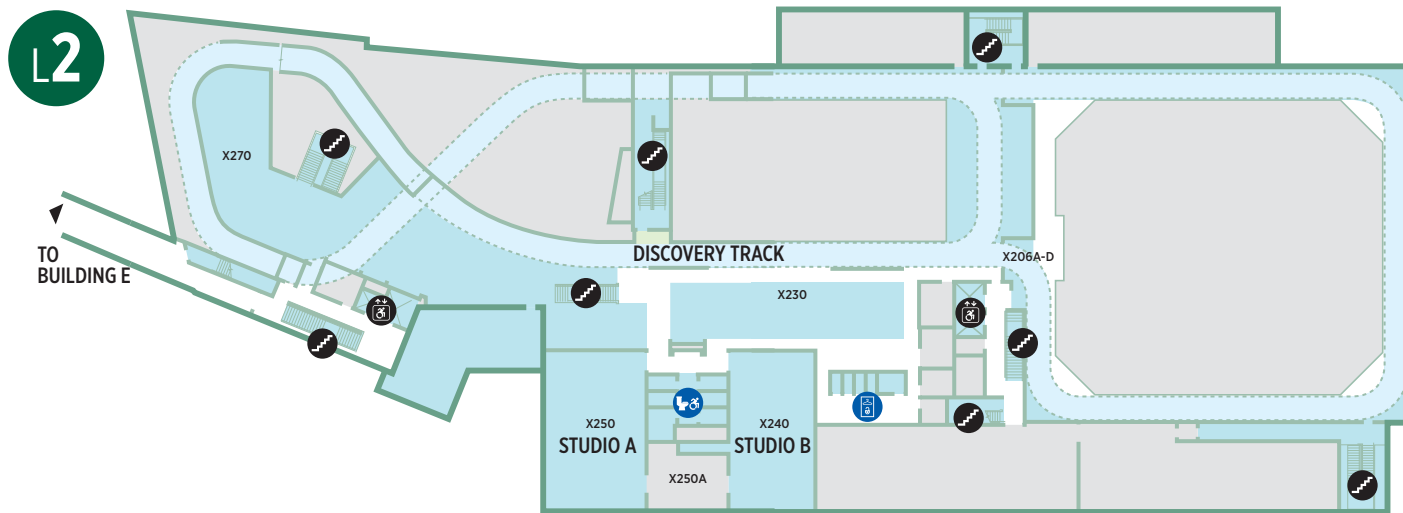 L2
X270
TO
BUILDING E
DISCOVERY TRACK
X206A-D
X230
X250
STUDIO A
X240
STUDIO B
X250A